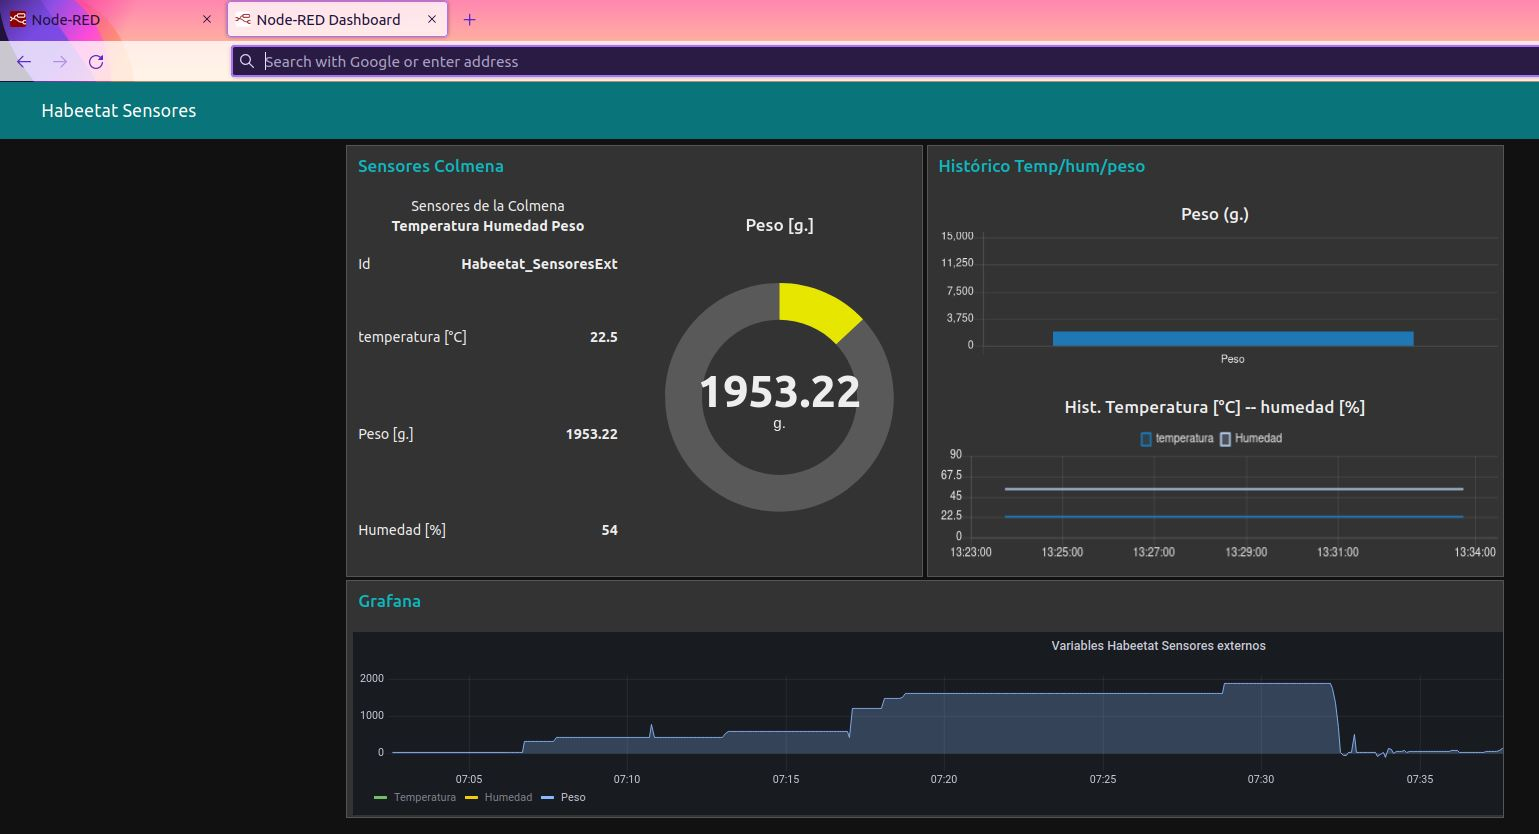 Node-RED
Node-RED Dashboard
Search with Google or enter address
Habeetat Sensores
Sensores Colmena
Sensores de la Colmena
Temperatura Humedad Peso
Id Habeetat_SensoresExt
temperatura [°C] 22.5
Peso [g.] 1953.22
Humedad [%] 54
Peso [g.]
1953.22
g.
Histórico Temp/hum/peso
Peso (g.)
15,000
11,250
7,500
3,750
0
Peso
Hist. Temperatura [°C] -- humedad [%]
temperatura Humedad
90
67.5
45
22.5
0
13:23:00 13:25:00 13:27:00 13:29:00 13:31:00 13:34:00
Grafana
Variables Habeetat Sensores externos
2000
1000
0
07:05 07:10 07:15 07:20 07:25 07:30 07:35
Temperatura Humedad Peso